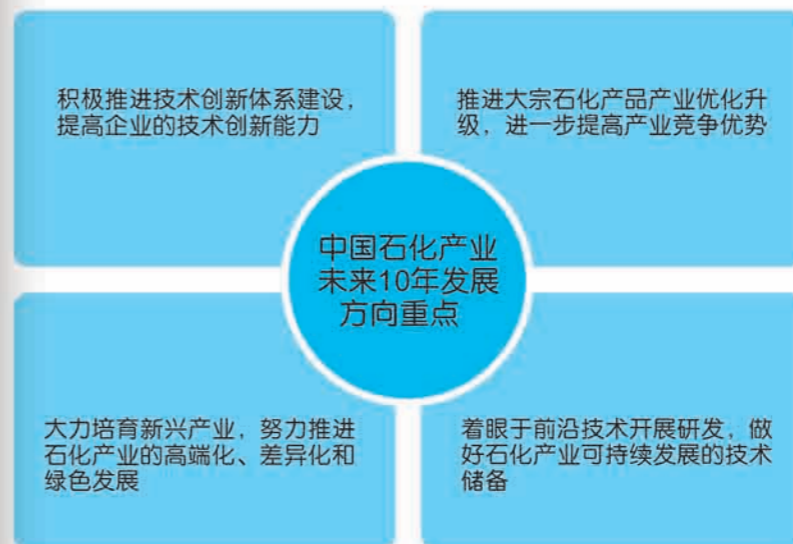 积极推进技术创新体系建设，
提高企业的技术创新能力
推进大宗石化产品产业优化升
级，进一步提高产业竞争优势
中国石化产业
未来10年发展
方向重点
大力培育新兴产业，努力推进
石化产业的高端化、差异化和
绿色发展
着眼于前沿技术开展研发，做
好石化产业可持续发展的技术
储备